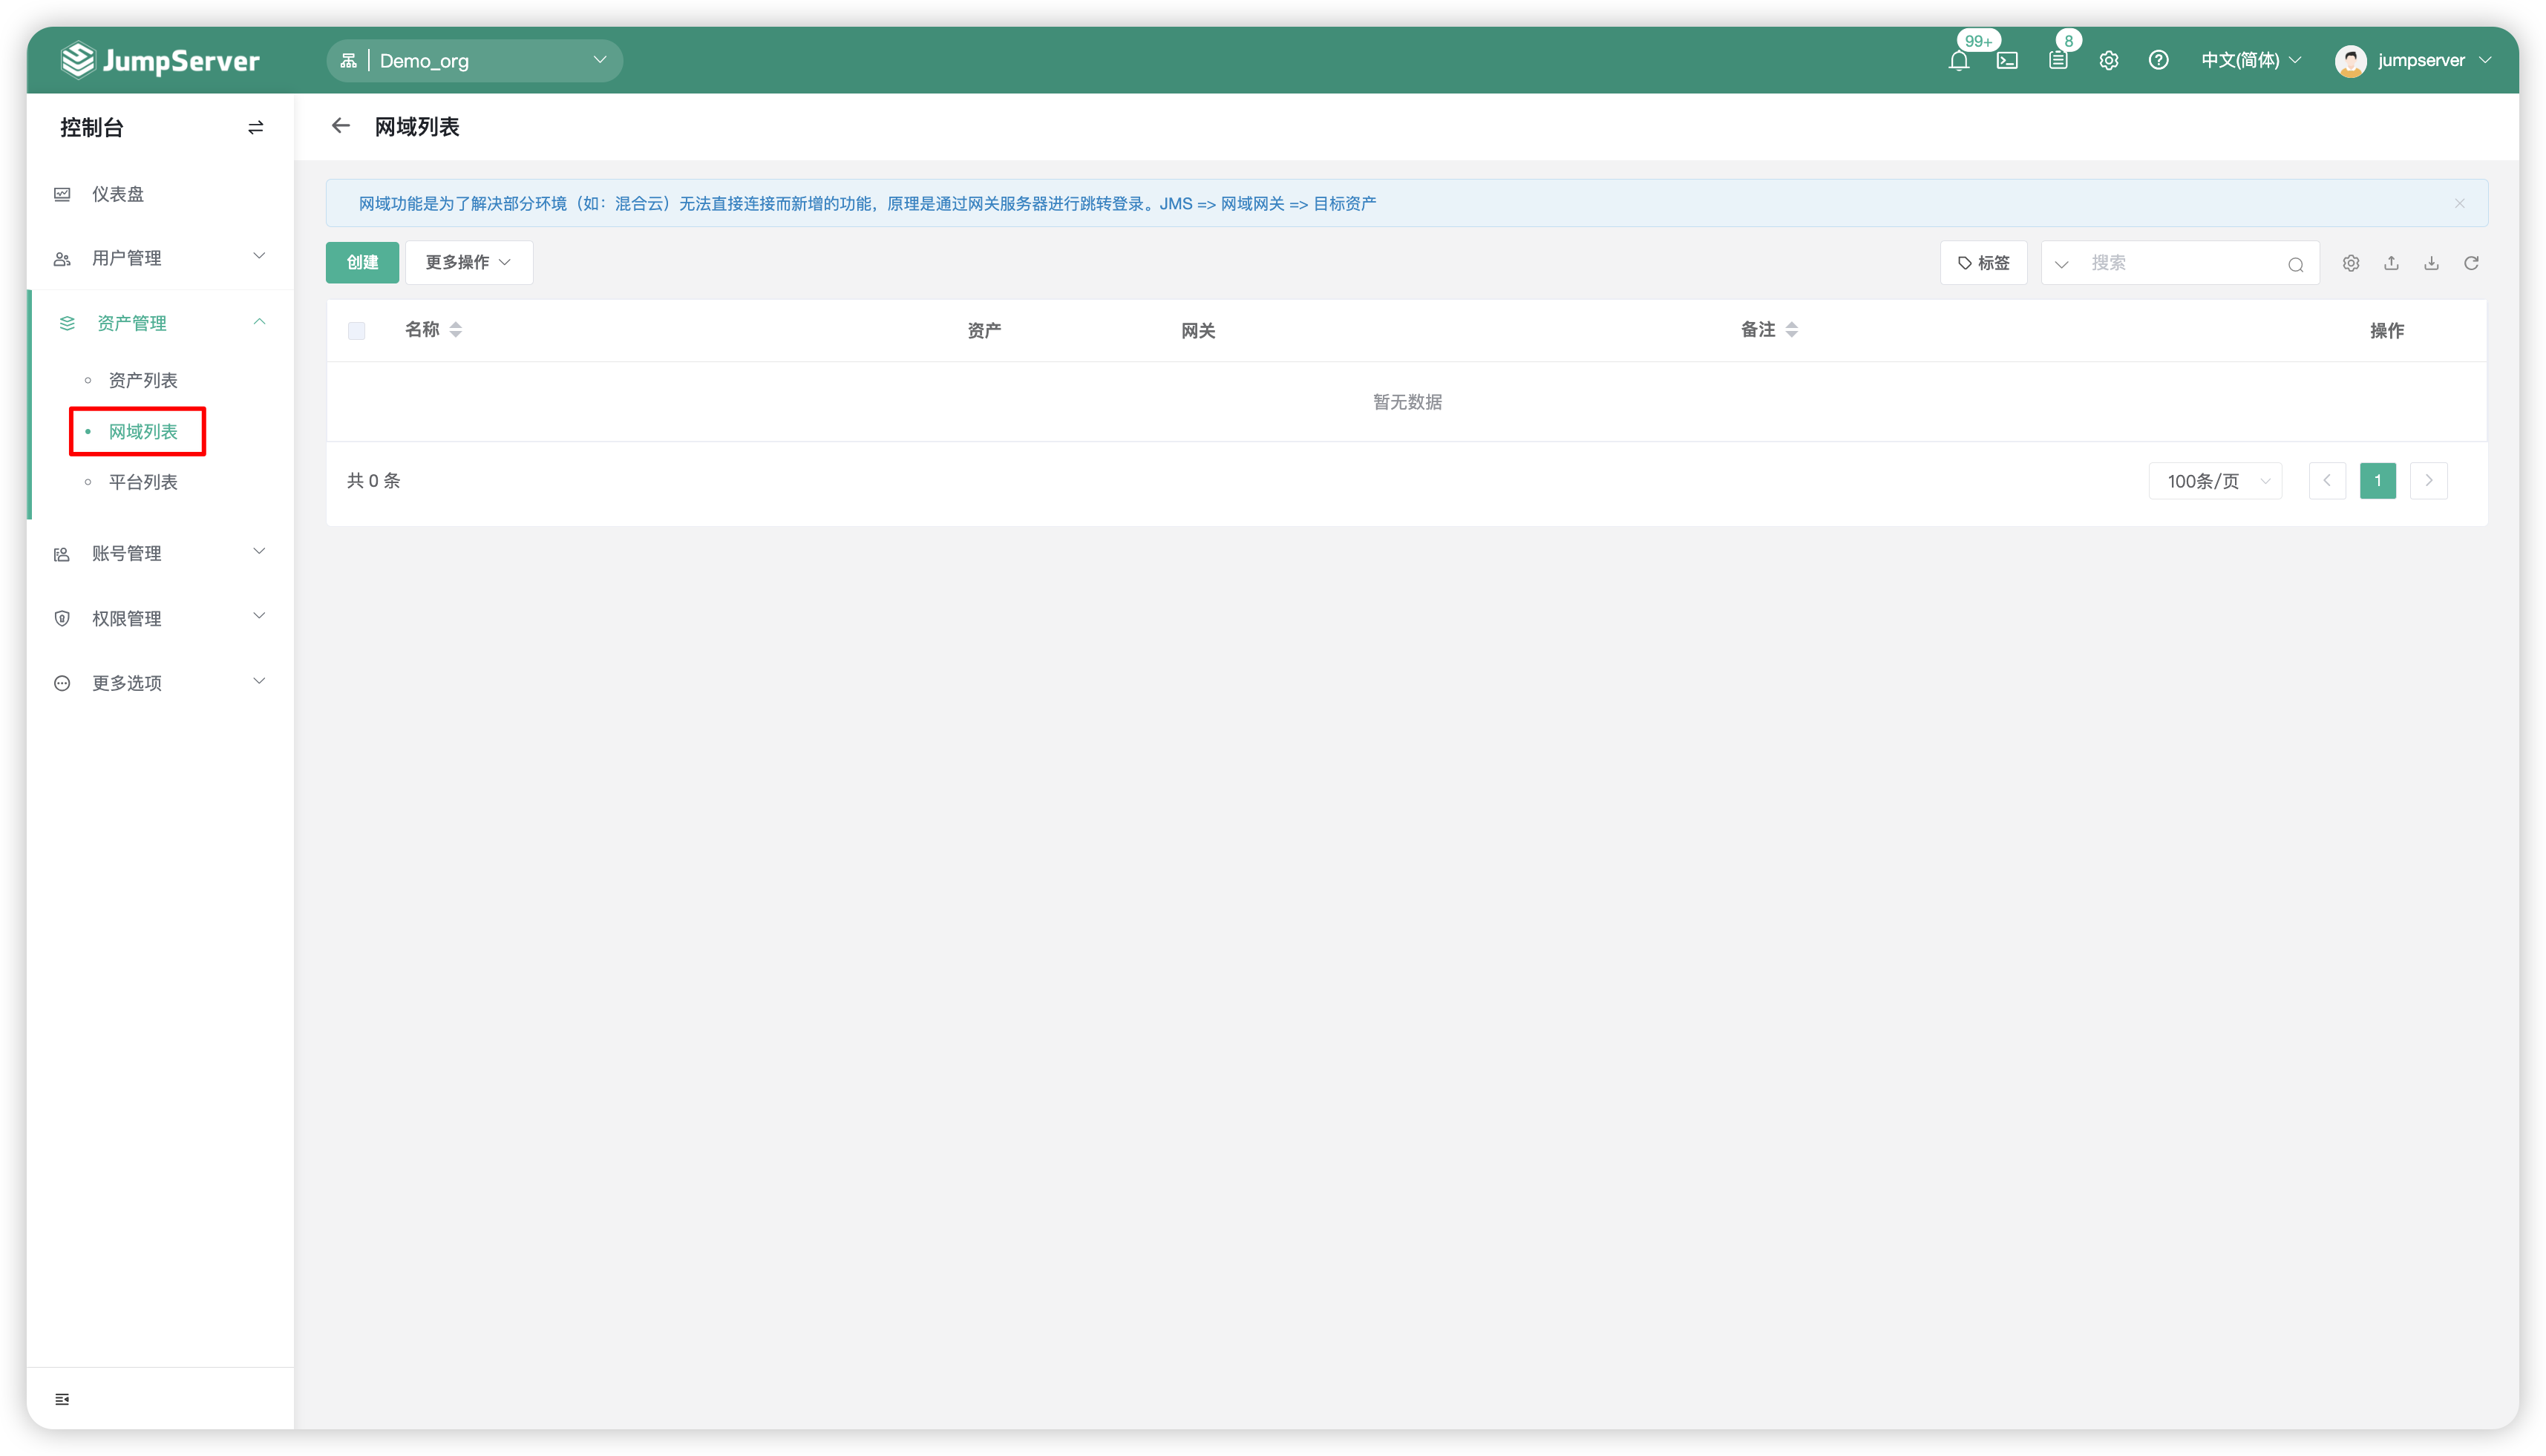 JumpServer
Demo_org
99+
8
中文(简体)
jumpserver
控制台
网域列表
仪表盘
用户管理
资产管理
资产列表
网域列表
平台列表
账号管理
权限管理
更多选项
网域功能是为了解决部分环境（如：混合云）无法直接连接而新增的功能，原理是通过网关服务器进行跳转登录。JMS => 网域网关 => 目标资产
创建
更多操作
标签
搜索
名称 资产 网关 备注 操作
暂无数据
共 0 条
100条/页
1